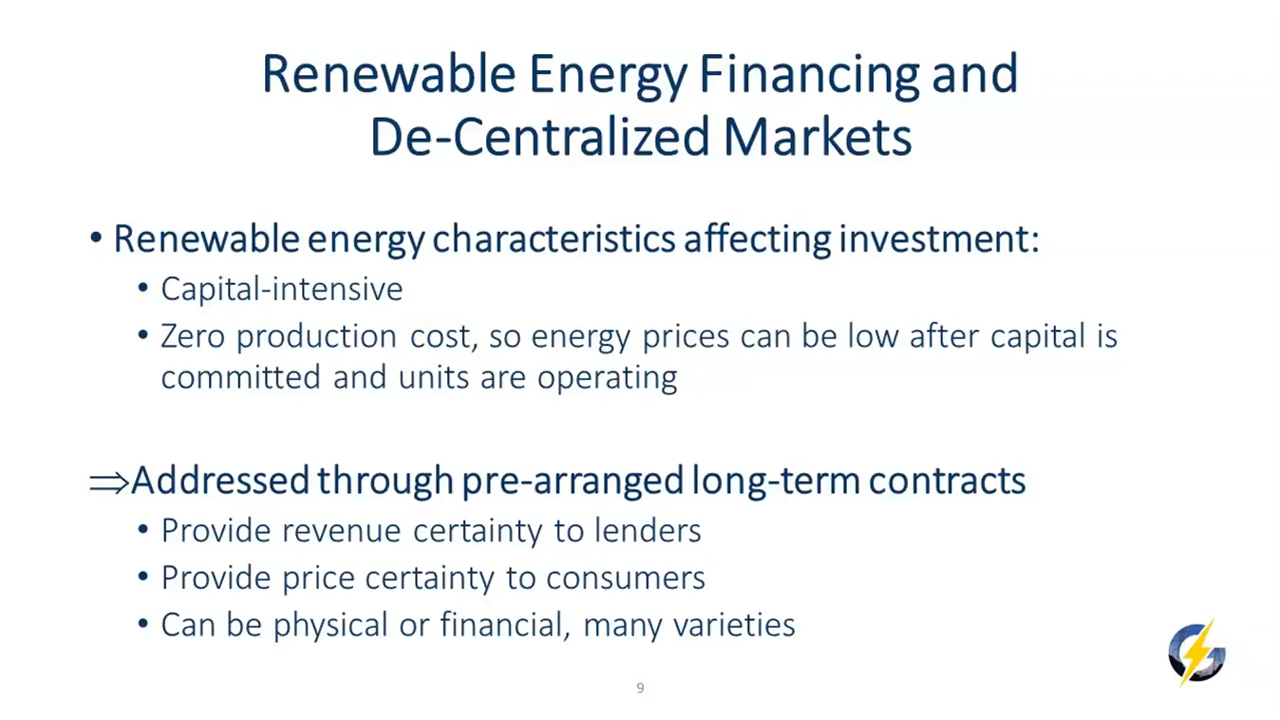 Renewable Energy Financing and
De-Centralized Markets
• Renewable energy characteristics affecting investment:
• Capital-intensive
• Zero production cost, so energy prices can be low after capital is
committed and units are operating
⇒Addressed through pre-arranged long-term contracts
• Provide revenue certainty to lenders
• Provide price certainty to consumers
• Can be physical or financial, many varieties
9